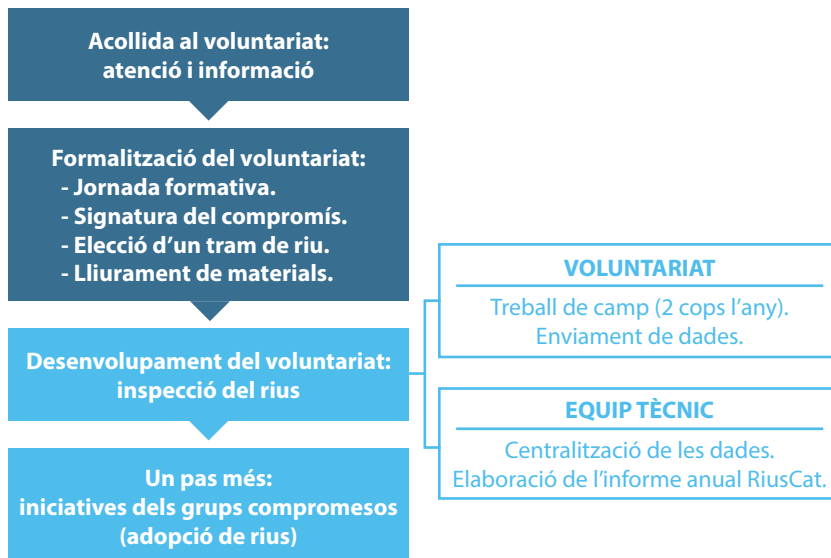 Acollida al voluntariat:
atenció i informació
Formalització del voluntariat:
- Jornada formativa.
- Signatura del compromís.
- Elecció d'un tram de riu.
- Lliurament de materials.
Desenvolupament del voluntariat:
inspecció del rius
VOLUNTARIAT
Treball de camp (2 cops l'any).
Enviament de dades.
EQUIP TÈCNIC
Centralització de les dades.
Elaboració de l'informe anual RiusCat.
Un pas més:
iniciatives dels grups compromesos
(adopció de rius)